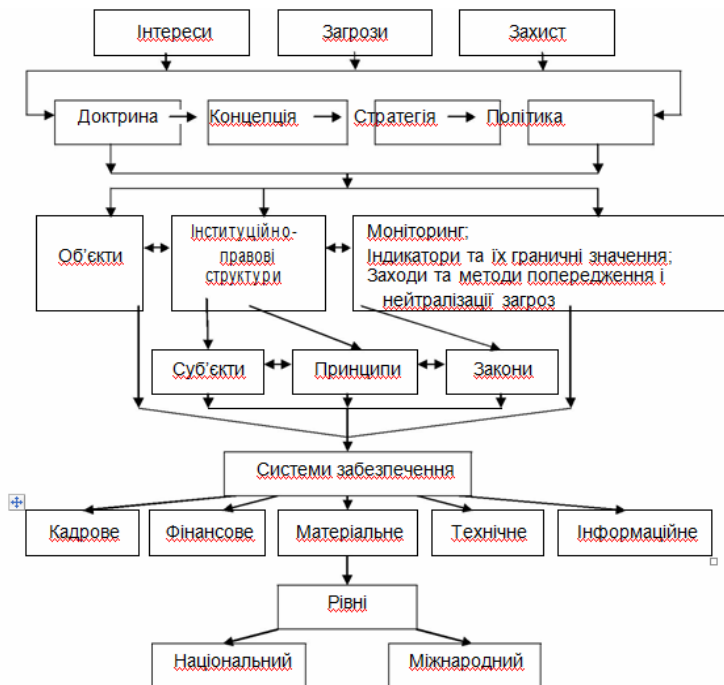 Інтереси
Загрози
Захист
Доктрина
Концепція
Стратегія
Політика
Об'єкти
Інституційно-
правові
структури
Моніторинг;
Індикатори та їх граничні значення;
Заходи та методи попередження і
нейтралізації загроз
Суб'єкти
Принципи
Закони
Системи забезпечення
Кадрове
Фінансове
Матеріальне
Технічне
Інформаційне
Рівні
Національний
Міжнародний